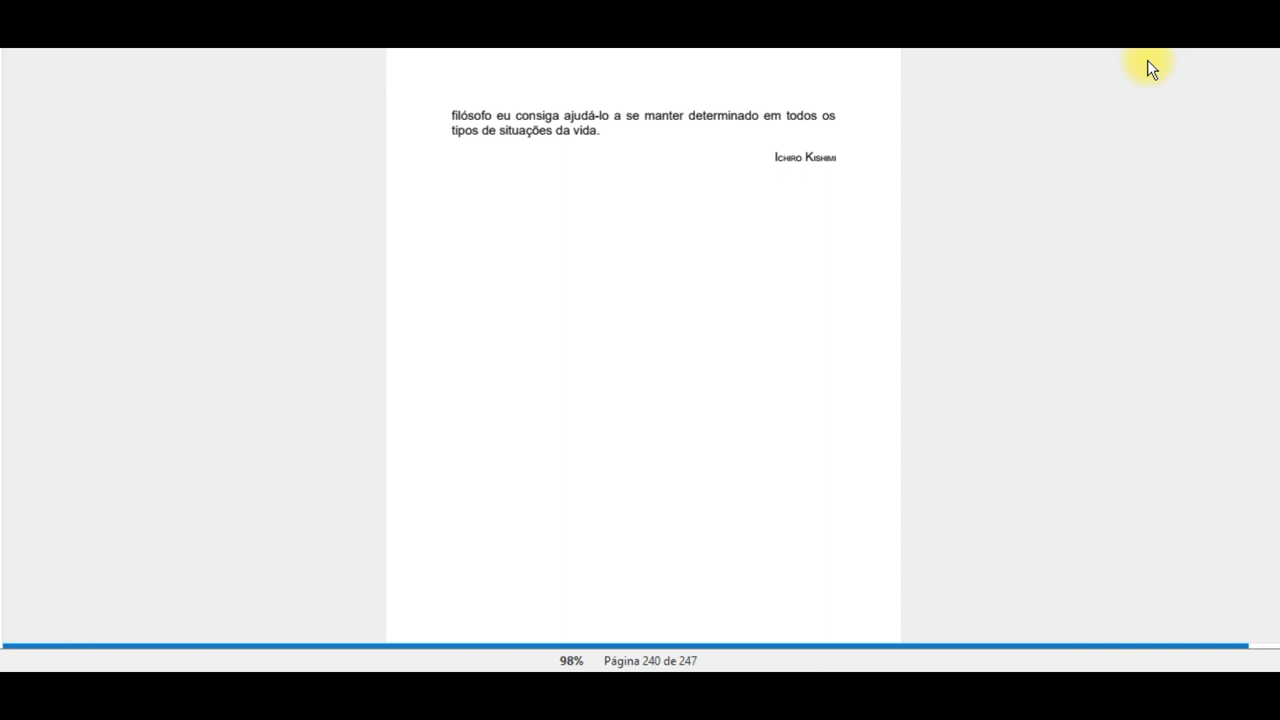 filósofo eu consiga ajudá-lo a se manter determinado em todos os
tipos de situações da vida.
Ichiro Kishimi
98% Página 240 de 247